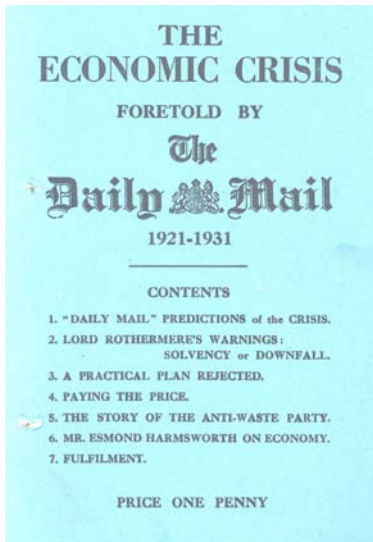 THE
ECONOMIC CRISIS
FORETOLD BY
The
Daily Mail
1921-1931
CONTENTS
1. "DAILY MAIL" PREDICTIONS of the CRISIS.
2. LORD ROTHERMERE'S WARNINGS:
SOLVENCY or DOWNFALL.
3. A PRACTICAL PLAN REJECTED.
4. PAYING THE PRICE.
5. THE STORY OF THE ANTI-WASTE PARTY.
6. MR. ESMOND HARMSWORTH ON ECONOMY.
7. FULFILMENT.
PRICE ONE PENNY